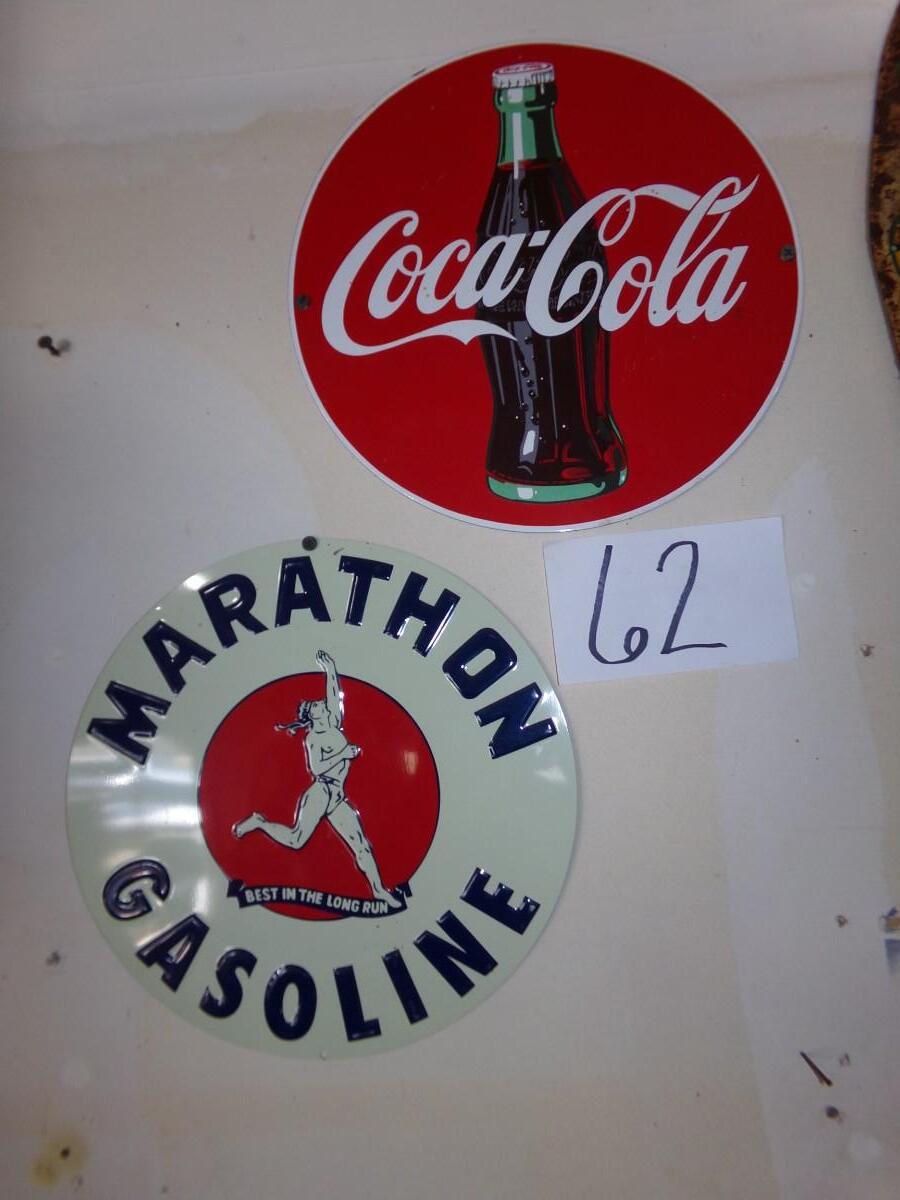 Coca-Cola
62
MARATHON
BEST IN THE LONG RUN
GASOLINE